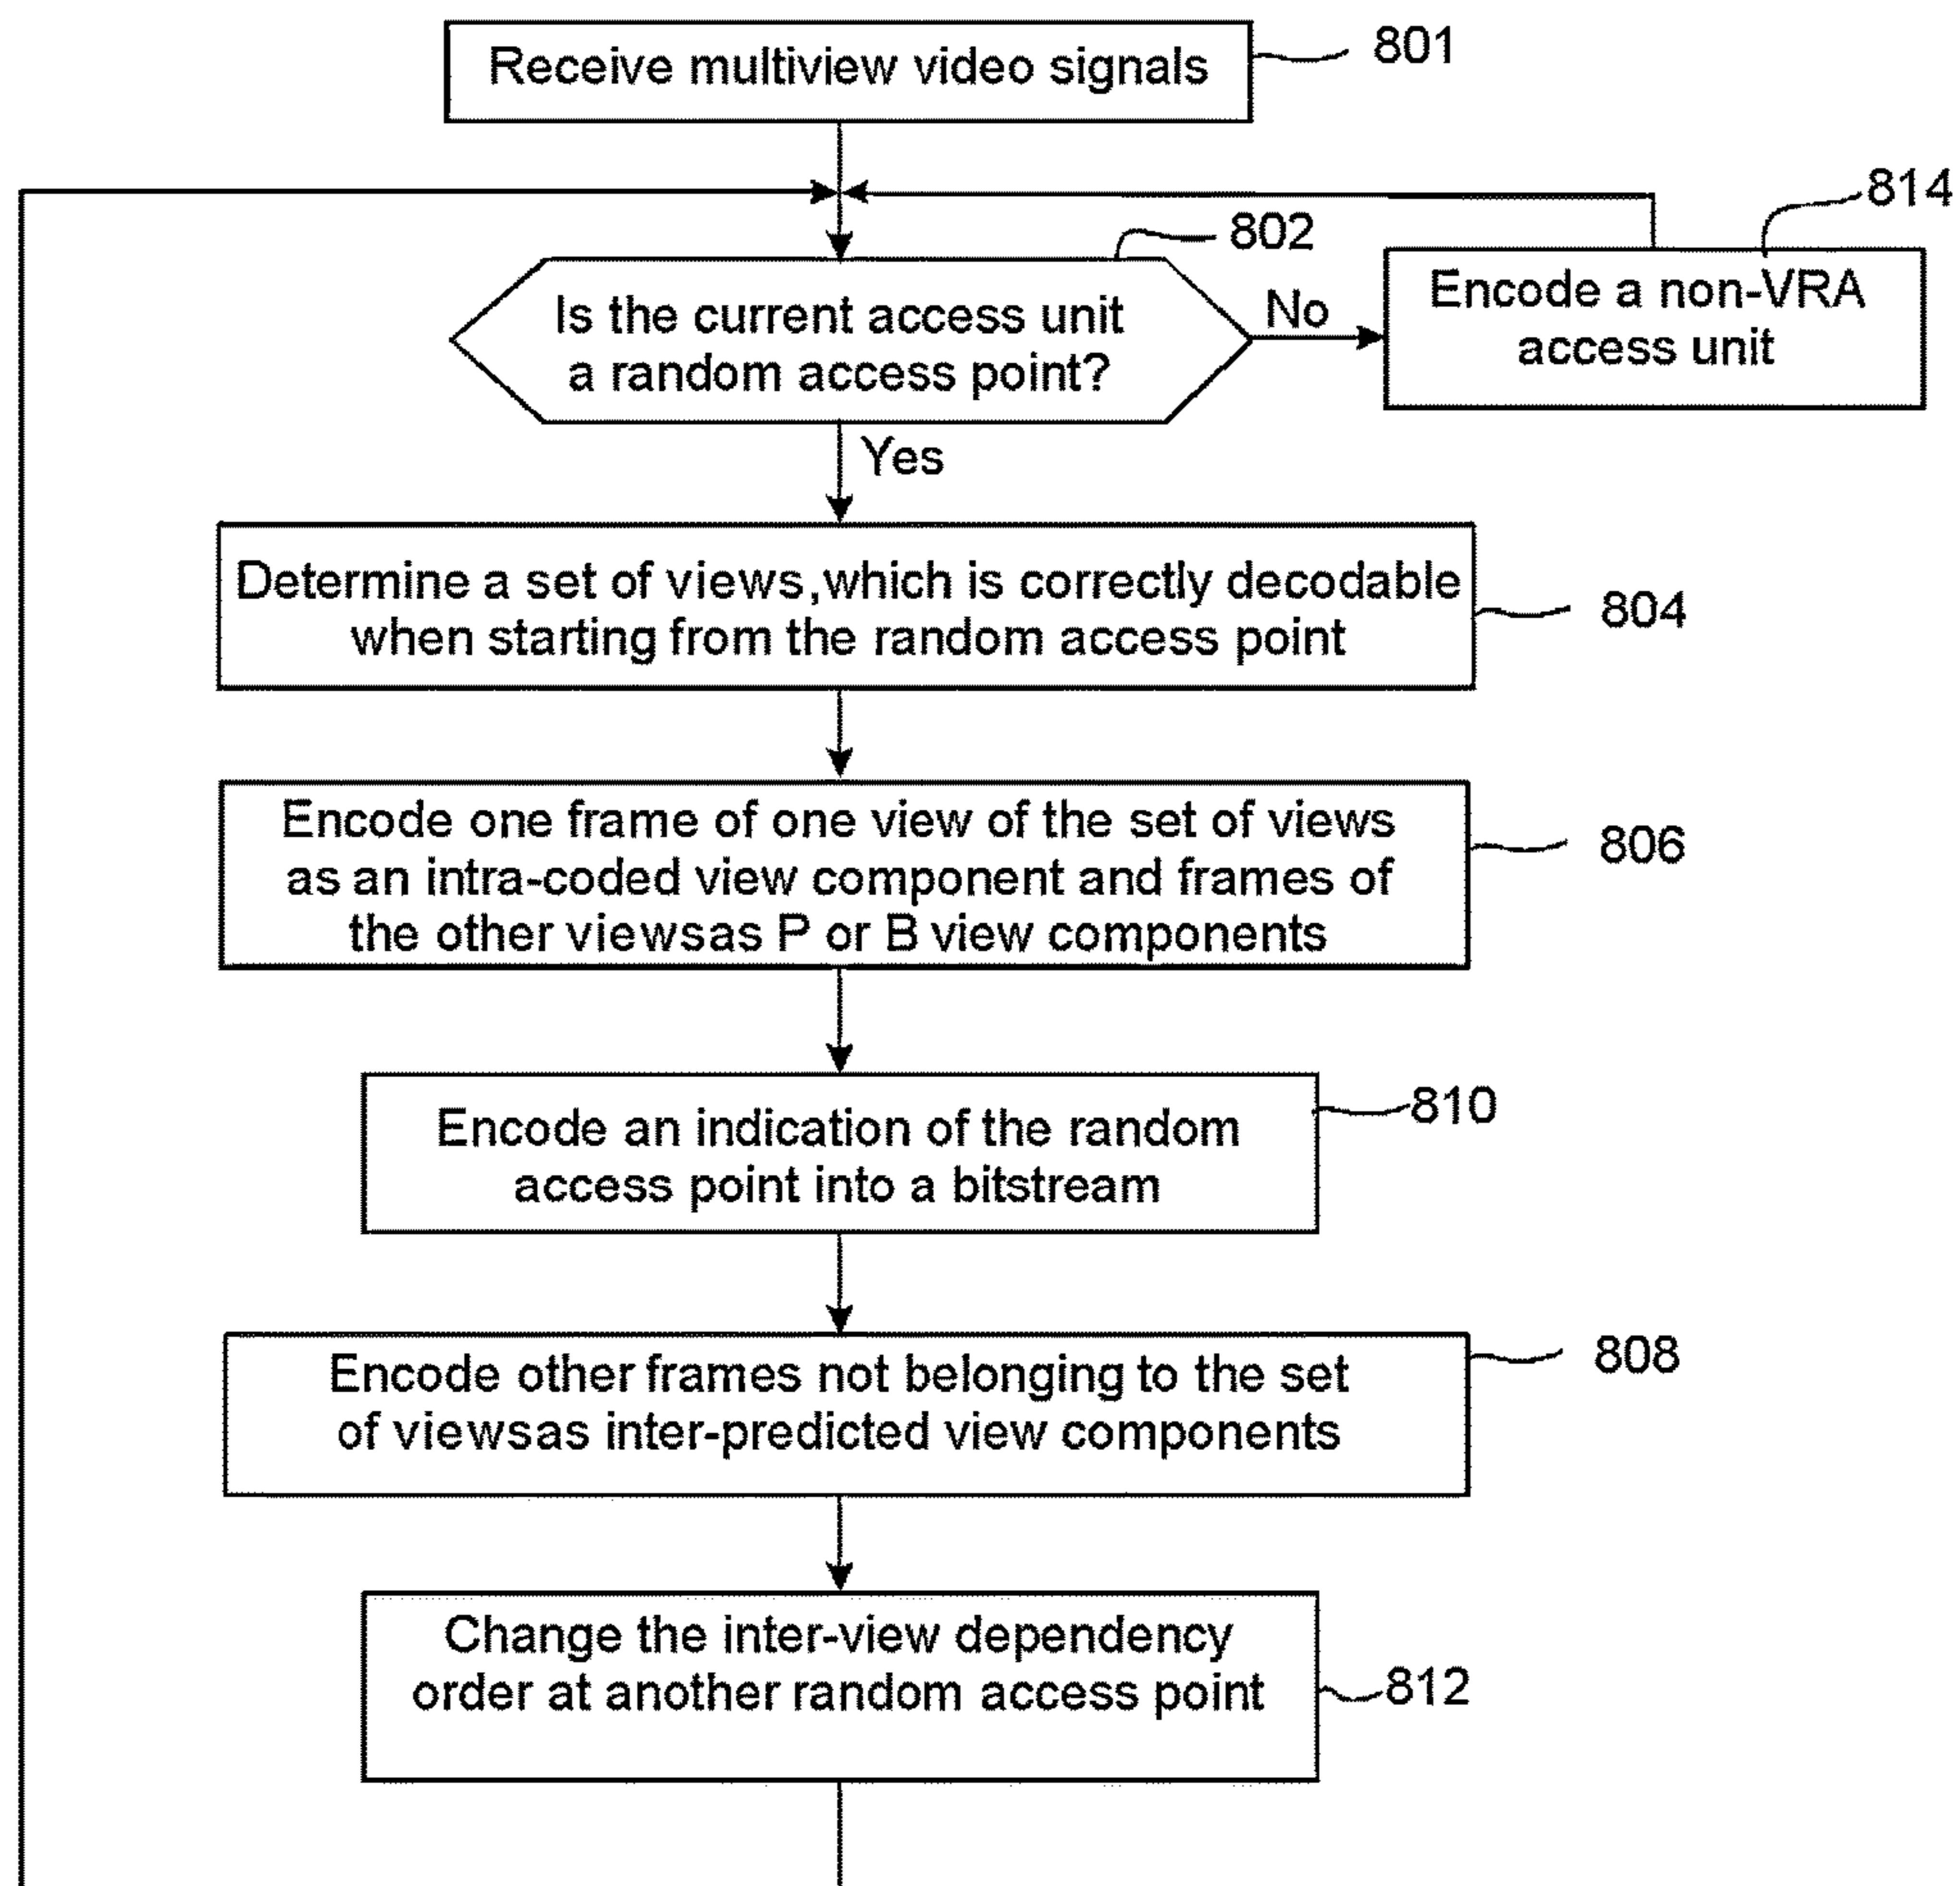 Receive multiview video signals
801
814
802
Is the current access unit
a random access point?
No
Encode a non-VRA
access unit
Yes
Determine a set of views,which is correctly decodable
when starting from the random access point
804
Encode one frame of one view of the set of views
as an intra-coded view component and frames of
the other viewsas P or B view components
806
Encode an indication of the random
access point into a bitstream
810
Encode other frames not belonging to the set
of viewsas inter-predicted view components
808
Change the inter-view dependency
order at another random access point
812